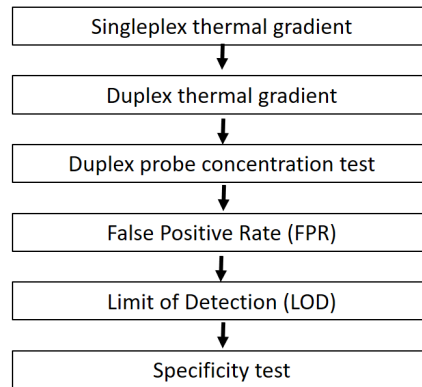 Singleplex thermal gradient
Duplex thermal gradient
Duplex probe concentration test
False Positive Rate (FPR)
Limit of Detection (LOD)
Specificity test